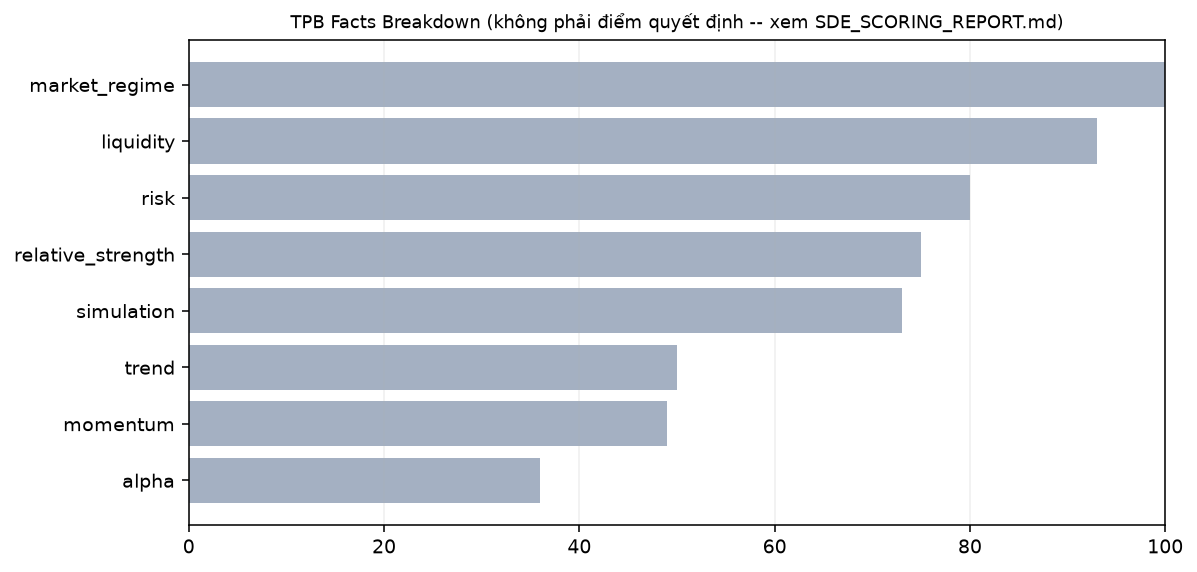 TPB Facts Breakdown (không phải điểm quyết định -- xem SDE_SCORING_REPORT.md)
market_regime
liquidity
risk
relative_strength
simulation
trend
momentum
alpha
0 20 40 60 80 100